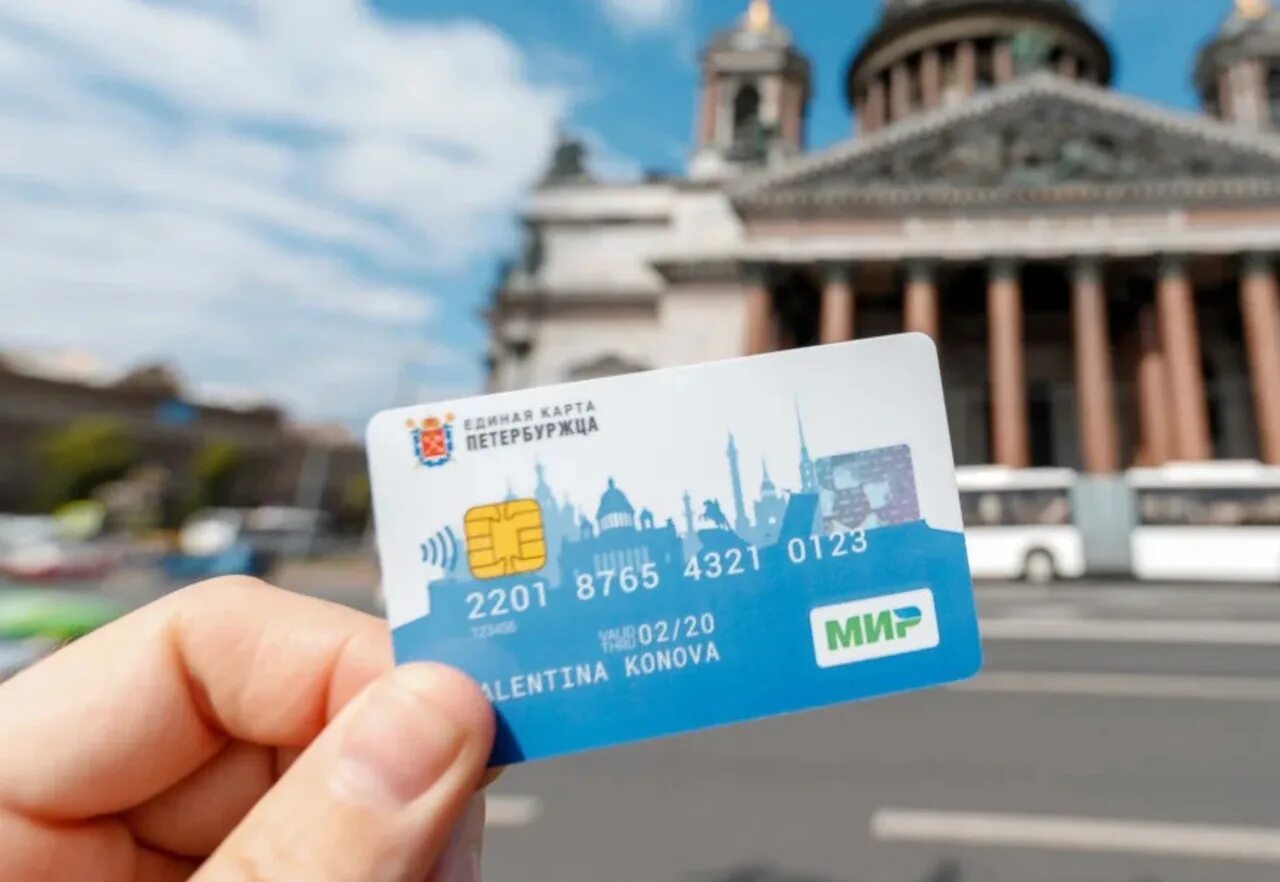 ЕДИНАЯ КАРТА
ПЕТЕРБУРЖЦА
2201 8765 4321 0123
123456
VALID THRU 02/20
ALENTINA KONOVA
МИР